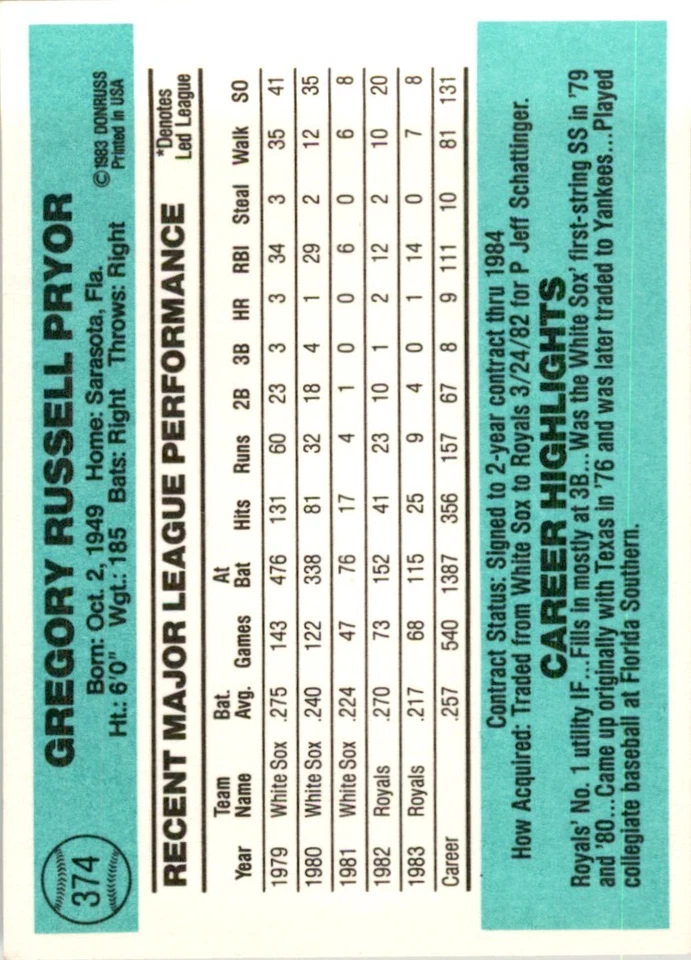 374
GREGORY RUSSELL PRYOR
Born: Oct. 2, 1949 Home: Sarasota, Fla.
Ht.: 6'0" Wgt.: 185 Bats: Right Throws: Right
©1983 DONRUSS
Printed in USA
RECENT MAJOR LEAGUE PERFORMANCE
*Denotes
Led League
Year Team Name Bat. Avg. Games At Bat Hits Runs 2B 3B HR RBI Steal Walk SO
1979 White Sox .275 143 476 131 60 23 3 3 34 3 35 41
1980 White Sox .240 122 338 81 32 18 4 1 29 2 12 35
1981 White Sox .224 47 76 17 4 1 0 0 6 0 6 8
1982 Royals .270 73 152 41 23 10 1 2 12 2 10 20
1983 Royals .217 68 115 25 9 4 0 1 14 0 7 8
Career .257 540 1387 356 157 67 8 9 111 10 81 131
Contract Status: Signed to 2-year contract thru 1984
How Acquired: Traded from White Sox to Royals 3/24/82 for P Jeff Schattinger.
CAREER HIGHLIGHTS
Royals' No. 1 utility IF...Fills in mostly at 3B...Was the White Sox' first-string SS in '79
and '80...Came up originally with Texas in '76 and was later traded to Yankees...Played
collegiate baseball at Florida Southern.